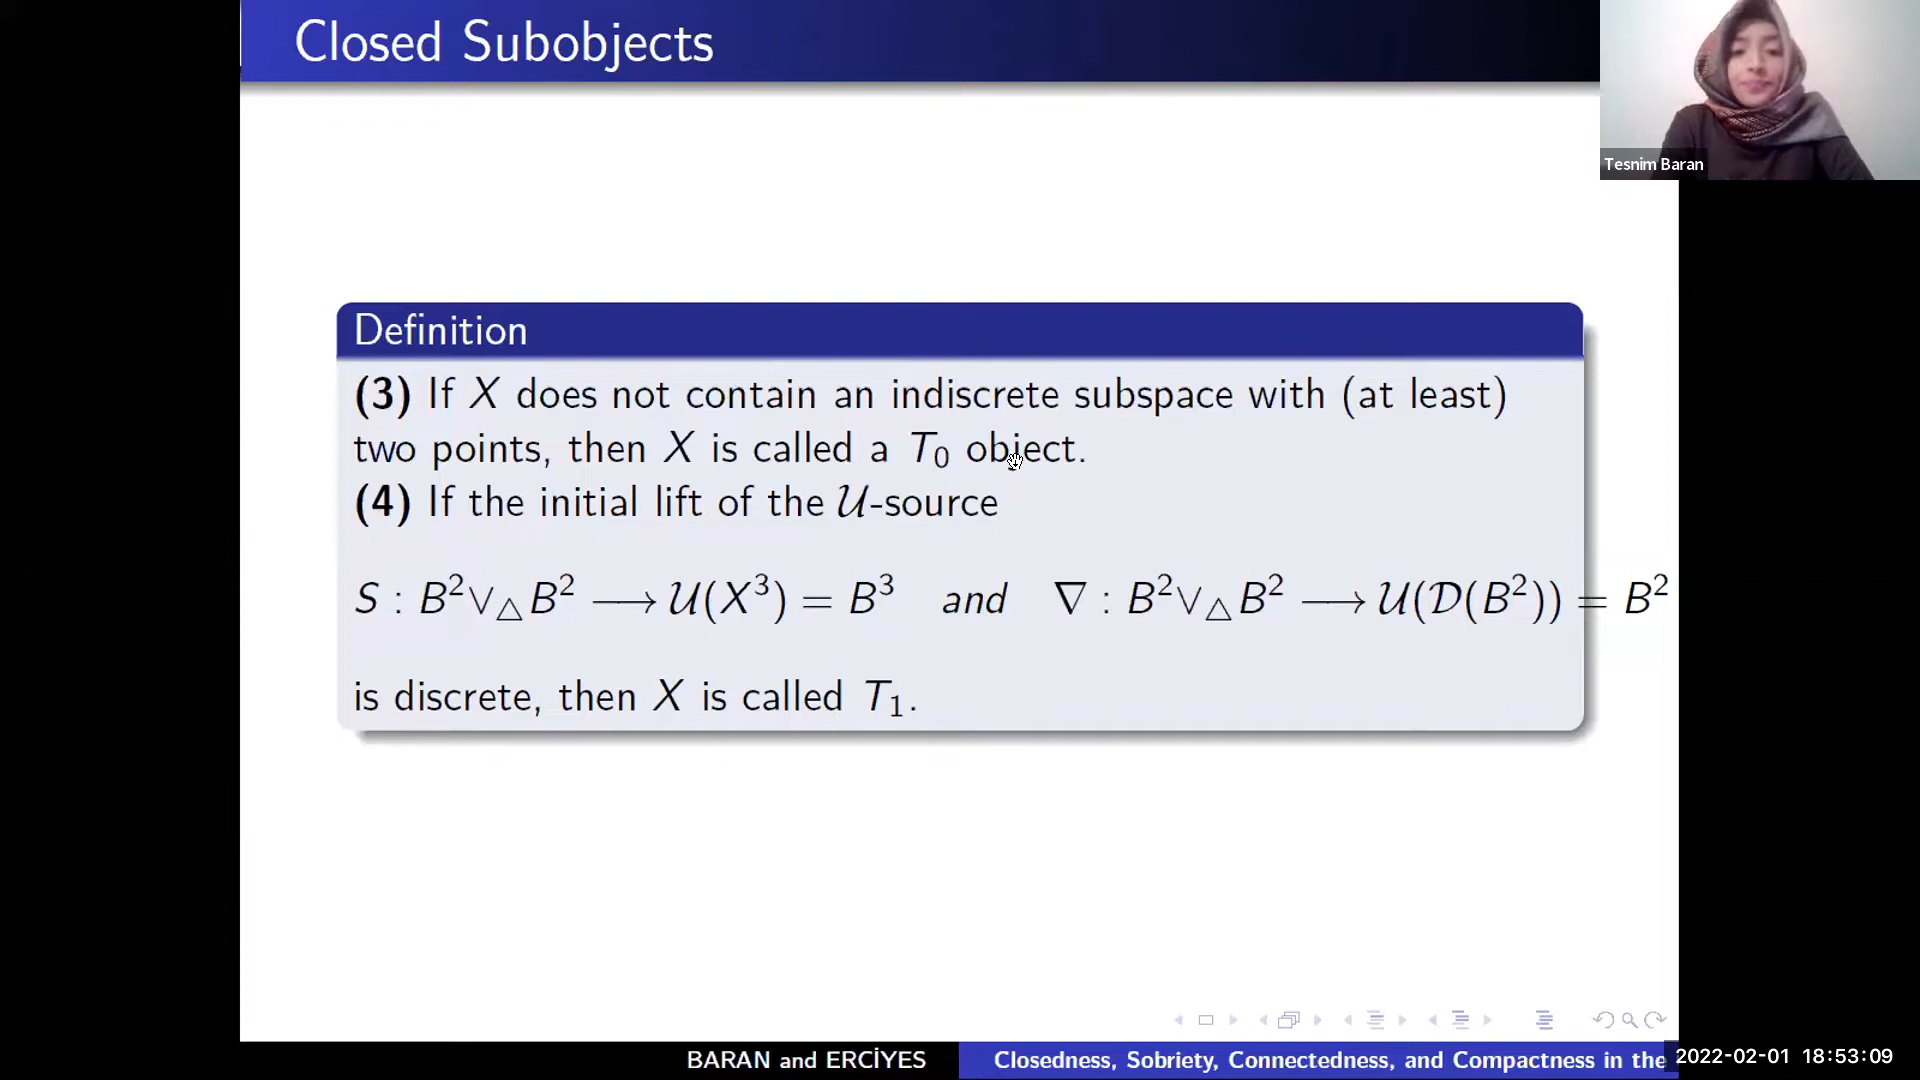 Closed Subobjects
Tesnim Baran
Definition
(3) If X does not contain an indiscrete subspace with (at least)
two points, then X is called a T₀ object.
(4) If the initial lift of the 𝒰-source
S : B² ∨△ B² ⟶ 𝒰(X³) = B³ and ∇ : B² ∨△ B² ⟶ 𝒰(𝒟(B²)) = B²
is discrete, then X is called T₁.
BARAN and ERCİYES
Closedness, Sobriety, Connectedness, and Compactness in the
2022-02-01 18:53:09